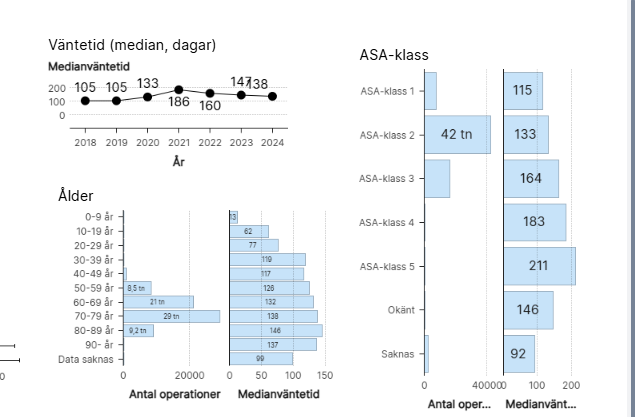 Väntetid (median, dagar)
Medianväntetid
200
100
0
105 105 133 186 160 147 138
2018 2019 2020 2021 2022 2023 2024
År
Ålder
0-9 år 13
10-19 år 62
20-29 år 77
30-39 år 119
40-49 år 117
50-59 år 8,5 tn 126
60-69 år 21 tn 132
70-79 år 29 tn 138
80-89 år 9,2 tn 146
90- år 137
Data saknas 99
0 20000 0 50 100 150
Antal operationer Medianväntetid
0
ASA-klass
ASA-klass 1 115
ASA-klass 2 42 tn 133
ASA-klass 3 164
ASA-klass 4 183
ASA-klass 5 211
Okänt 146
Saknas 92
0 40000 0 100 200
Antal oper... Medianvänt...